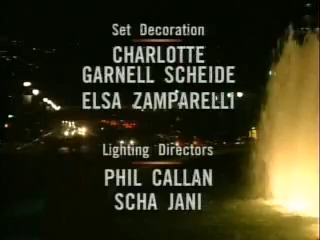 Set Decoration
CHARLOTTE
GARNELL SCHEIDE
ELSA ZAMPARELLI
Lighting Directors
PHIL CALLAN
SCHA JANI